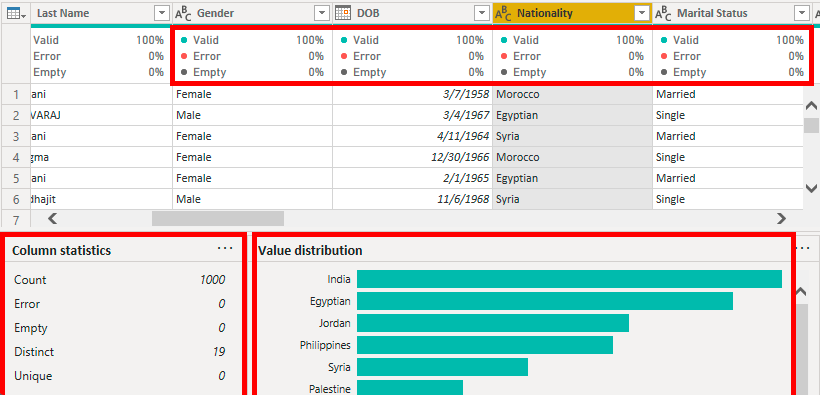 Last Name ABC Gender DOB ABC Nationality ABC Marital Status
Valid 100% Valid 100% Valid 100% Valid 100% Valid 100%
Error 0% Error 0% Error 0% Error 0% Error 0%
Empty 0% Empty 0% Empty 0% Empty 0% Empty 0%
1 ani Female 3/7/1958 Morocco Married
2 VARAJ Male 3/4/1967 Egyptian Single
3 ani Female 4/11/1964 Syria Married
4 gma Female 12/30/1966 Morocco Single
5 ani Female 2/1/1965 Egyptian Married
6 dhajit Male 11/6/1968 Syria Single
7
Column statistics ...
Count 1000
Error 0
Empty 0
Distinct 19
Unique 0
Value distribution ...
India
Egyptian
Jordan
Philippines
Syria
Palestine